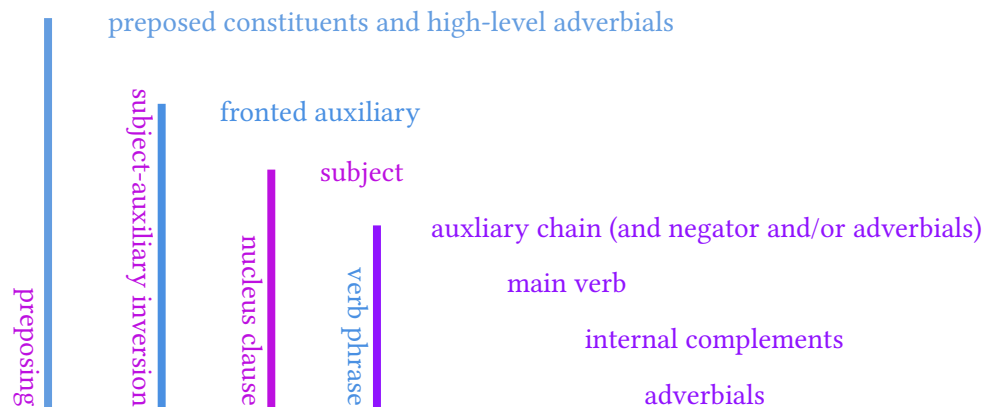 preposed constituents and high-level adverbials
fronted auxiliary
subject
auxliary chain (and negator and/or adverbials)
main verb
internal complements
adverbials
preposing
subject-auxiliary inversion
nucleus clause
verb phrase